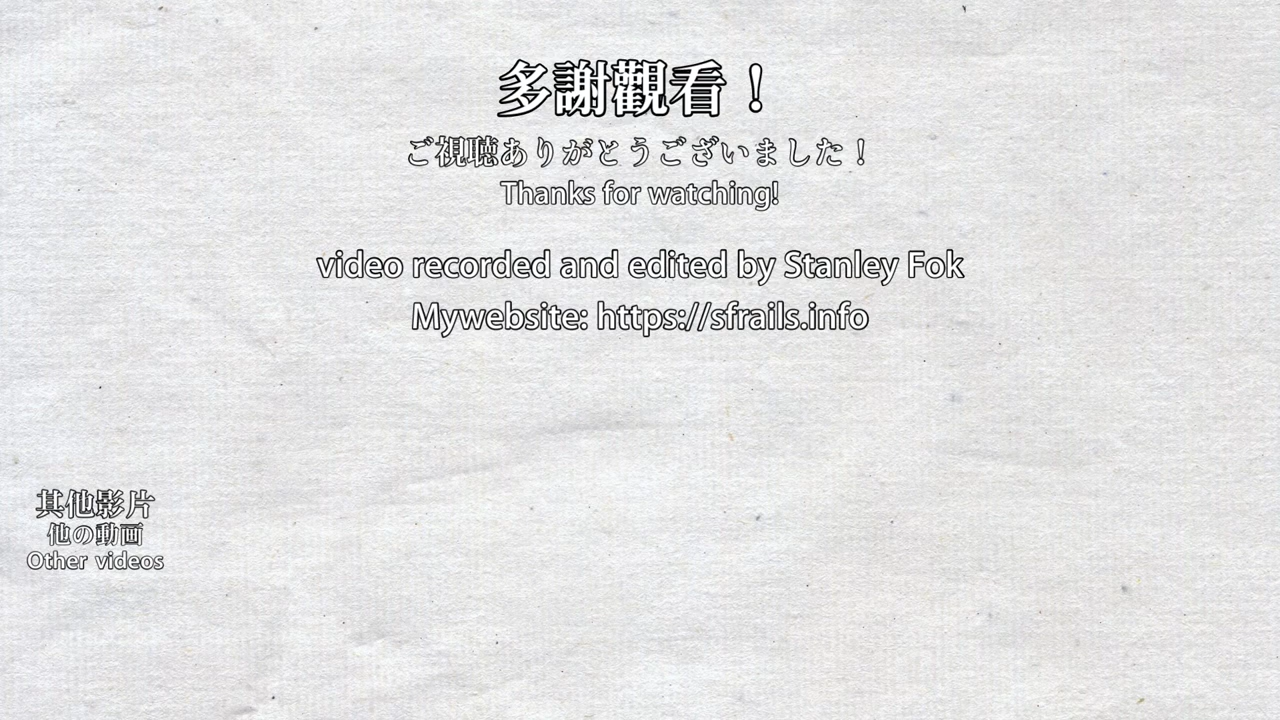 多謝觀看！
ご視聴ありがとうございました！
Thanks for watching!
video recorded and edited by Stanley Fok
Mywebsite: https://sfrails.info
其他影片
他の動画
Other videos